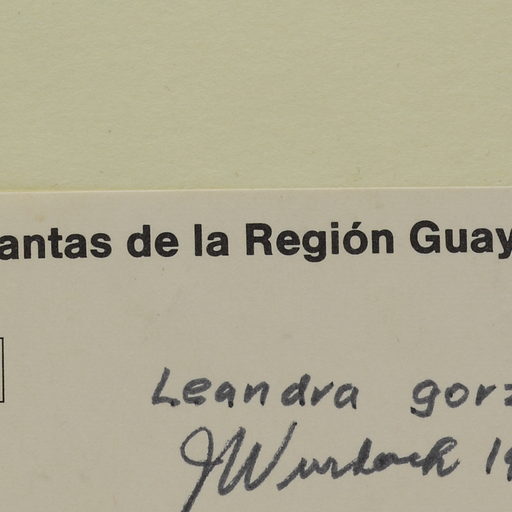 antas de la Región Guay
Leandra gorz
JWurdack 19